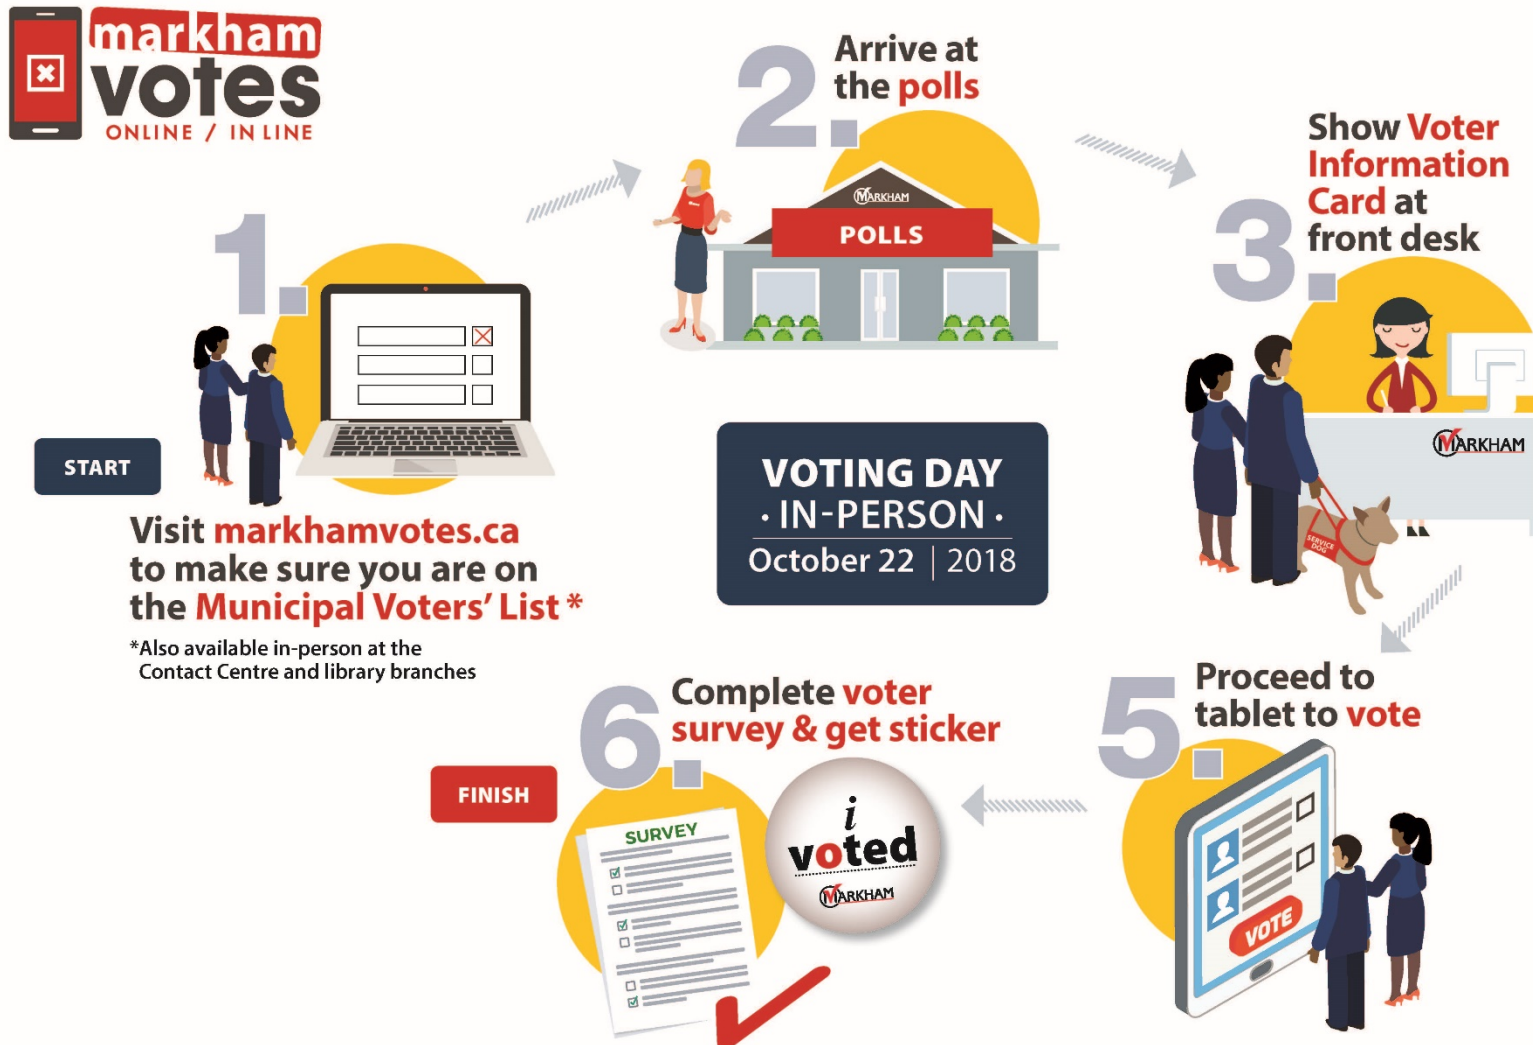 markham
votes
ONLINE / IN LINE
START
1.
Visit markhamvotes.ca
to make sure you are on
the Municipal Voters' List *
*Also available in-person at the
Contact Centre and library branches
2.
Arrive at
the polls
MARKHAM
POLLS
3.
Show Voter
Information
Card at
front desk
MARKHAM
SERVICE
DOG
VOTING DAY
· IN-PERSON ·
October 22 | 2018
5.
Proceed to
tablet to vote
VOTE
6.
Complete voter
survey & get sticker
FINISH
SURVEY
i
voted
MARKHAM